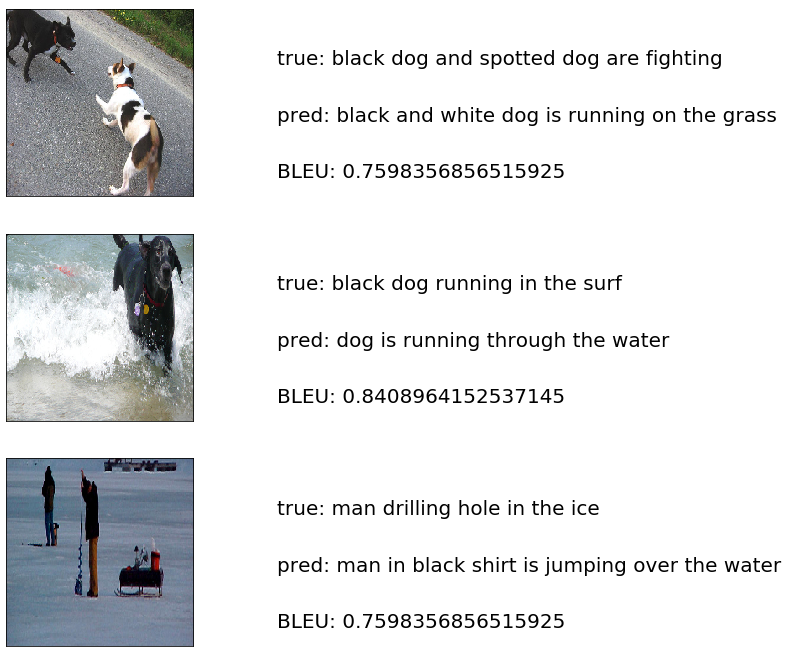 true: black dog and spotted dog are fighting
pred: black and white dog is running on the grass
BLEU: 0.7598356856515925
true: black dog running in the surf
pred: dog is running through the water
BLEU: 0.8408964152537145
true: man drilling hole in the ice
pred: man in black shirt is jumping over the water
BLEU: 0.7598356856515925